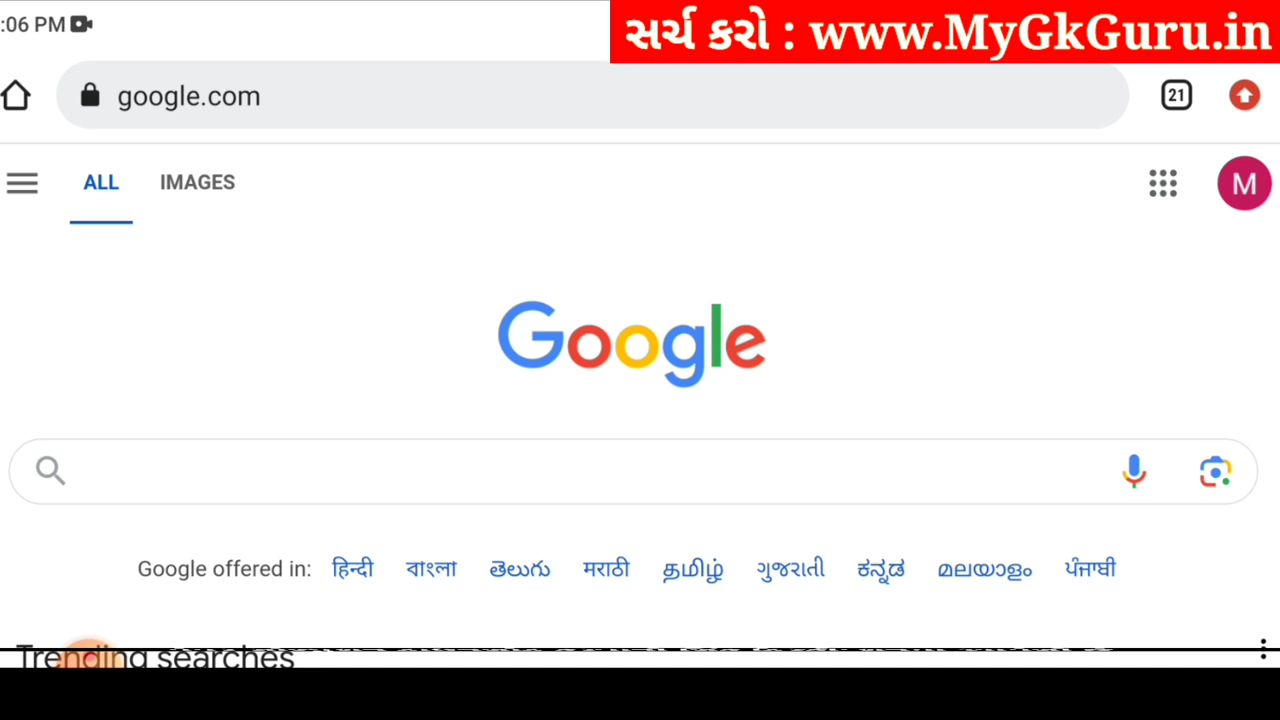 :06 PM
સર્ચ કરો : www.MyGkGuru.in
google.com
21
ALL IMAGES
M
Google
Google offered in: हिन्दी বাংলা తెలుగు मराठी தமிழ் ગુજરાતી ಕನ್ನಡ മലയാളം ਪੰਜਾਬੀ
Trending searches